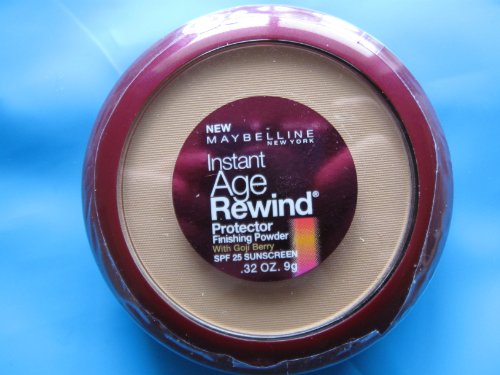 NEW
MAYBELLINE
NEW YORK
Instant
Age
Rewind®
Protector
Finishing Powder
With Goji Berry
SPF 25 SUNSCREEN
.32 OZ. 9g